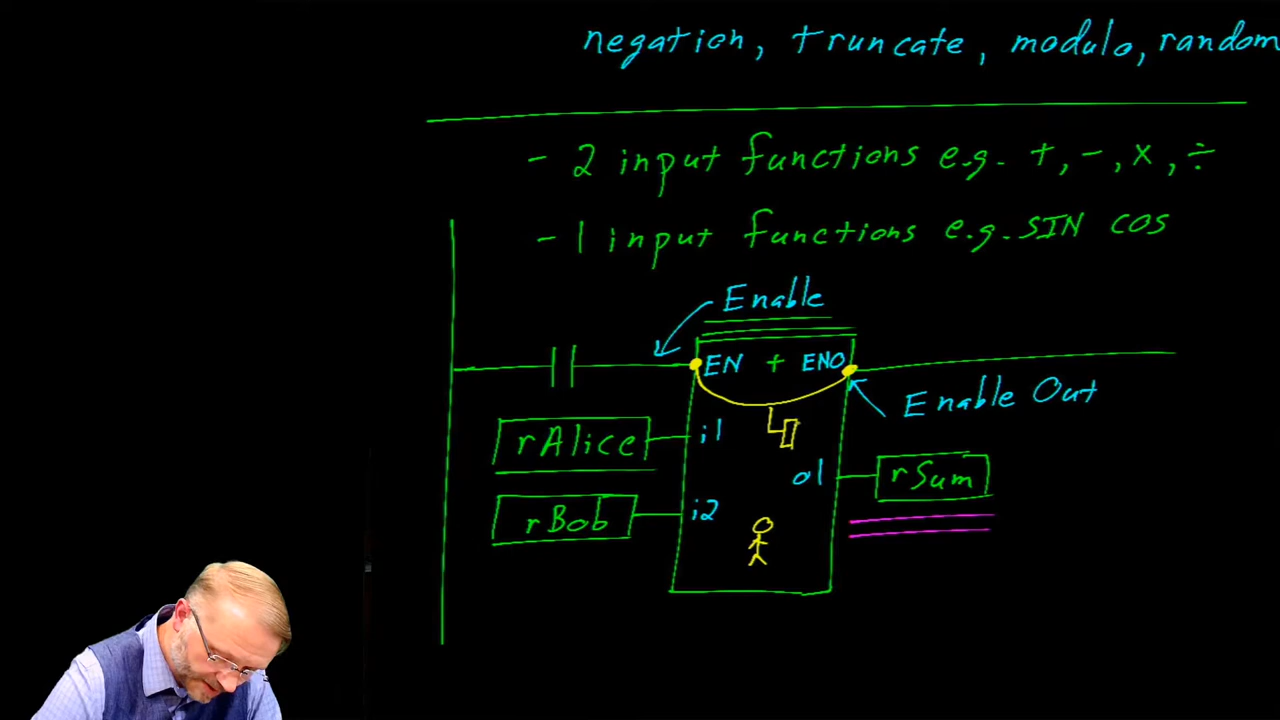 negation, truncate, modulo, random
- 2 input functions e.g. +, -, x, ÷
- 1 input functions e.g. SIN COS
Enable
EN + ENO
Enable Out
rAlice i1
o1 rSum
rBob i2